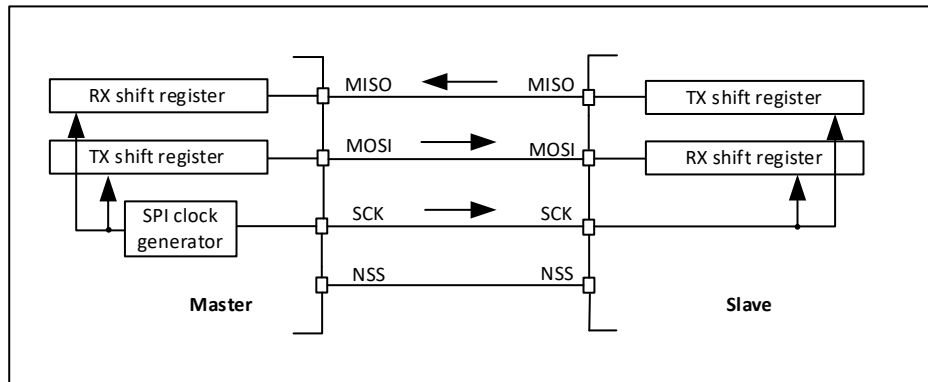 MISO MISO
RX shift register TX shift register
MOSI MOSI
TX shift register RX shift register
SCK SCK
SPI clock
generator
NSS NSS
Master Slave